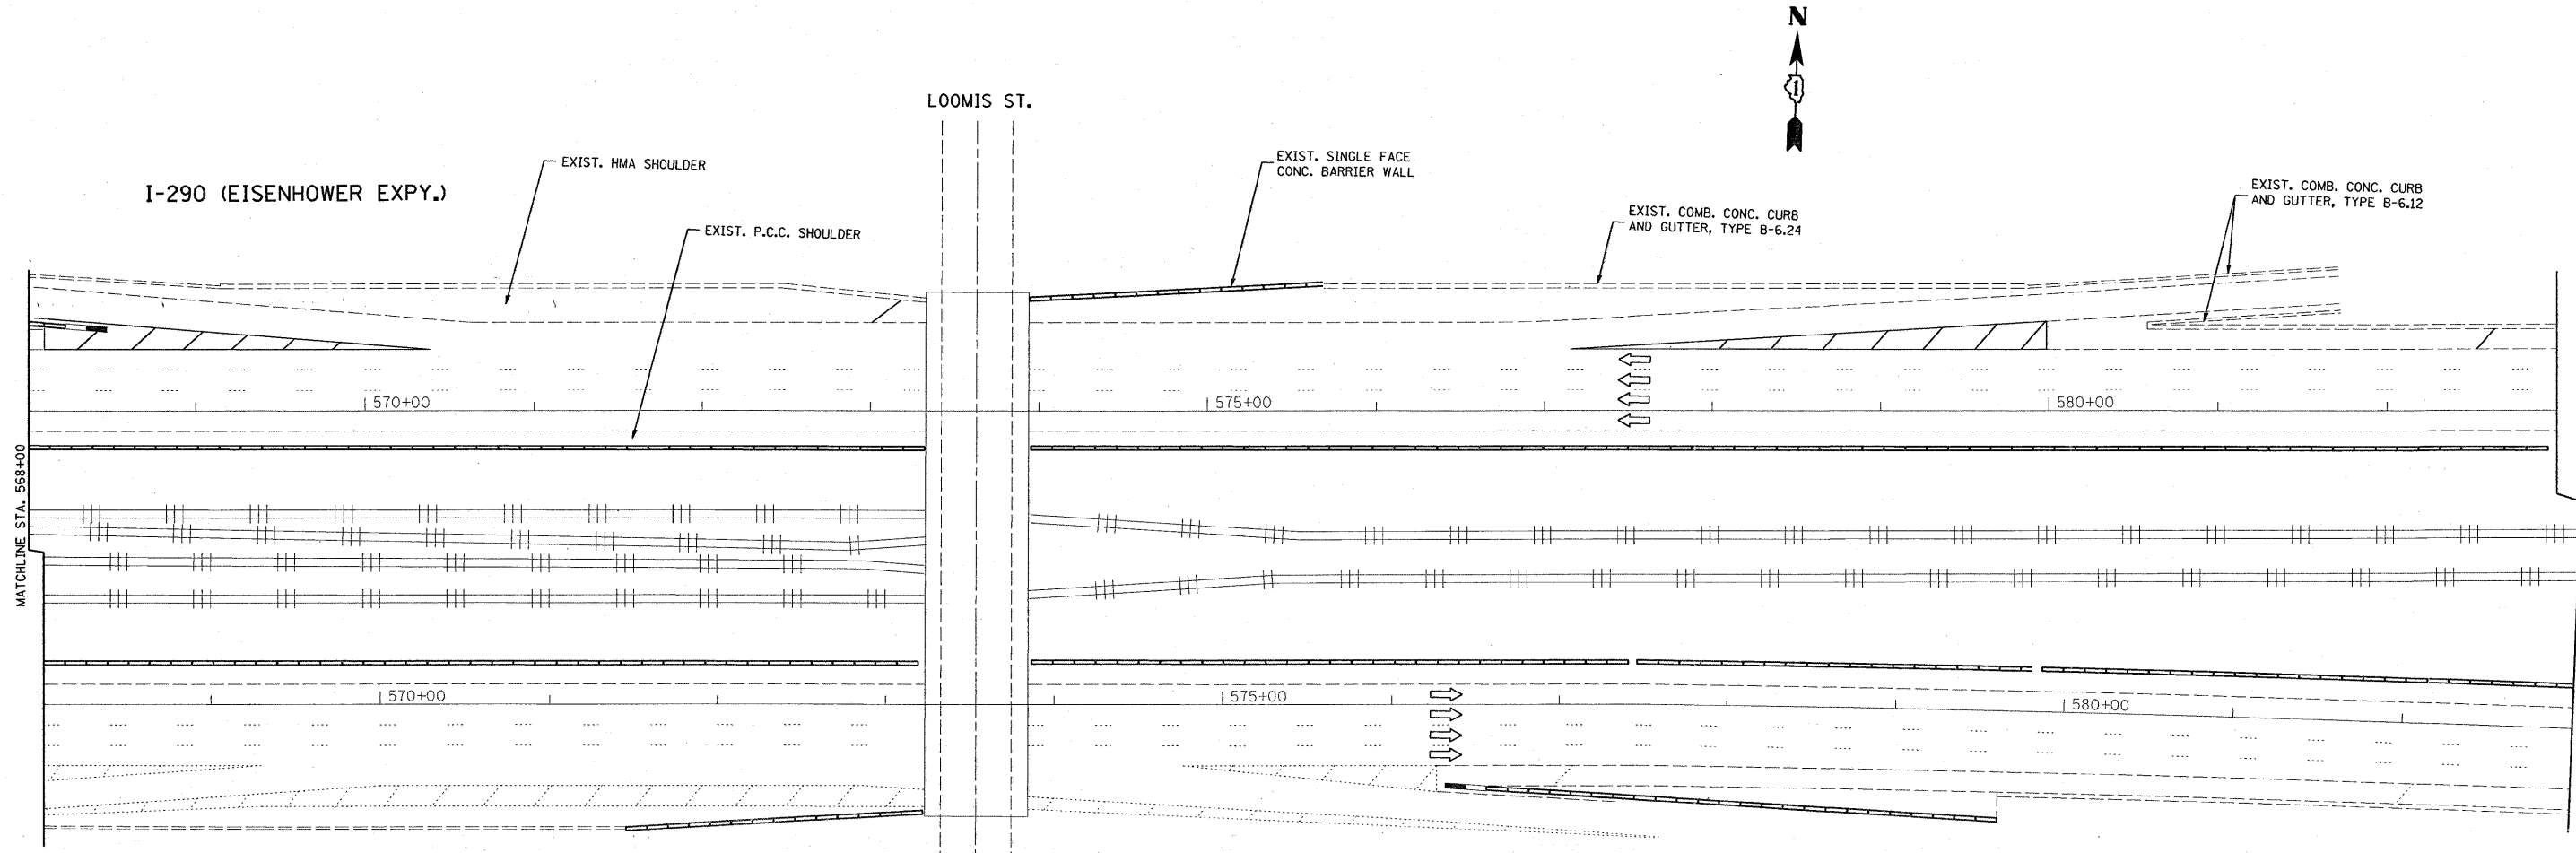 N
1
LOOMIS ST.
I-290 (EISENHOWER EXPY.)
EXIST. HMA SHOULDER
EXIST. P.C.C. SHOULDER
EXIST. SINGLE FACE
CONC. BARRIER WALL
EXIST. COMB. CONC. CURB
AND GUTTER, TYPE B-6.24
EXIST. COMB. CONC. CURB
AND GUTTER, TYPE B-6.12
570+00
575+00
580+00
MATCHLINE STA. 568+00
570+00
575+00
580+00